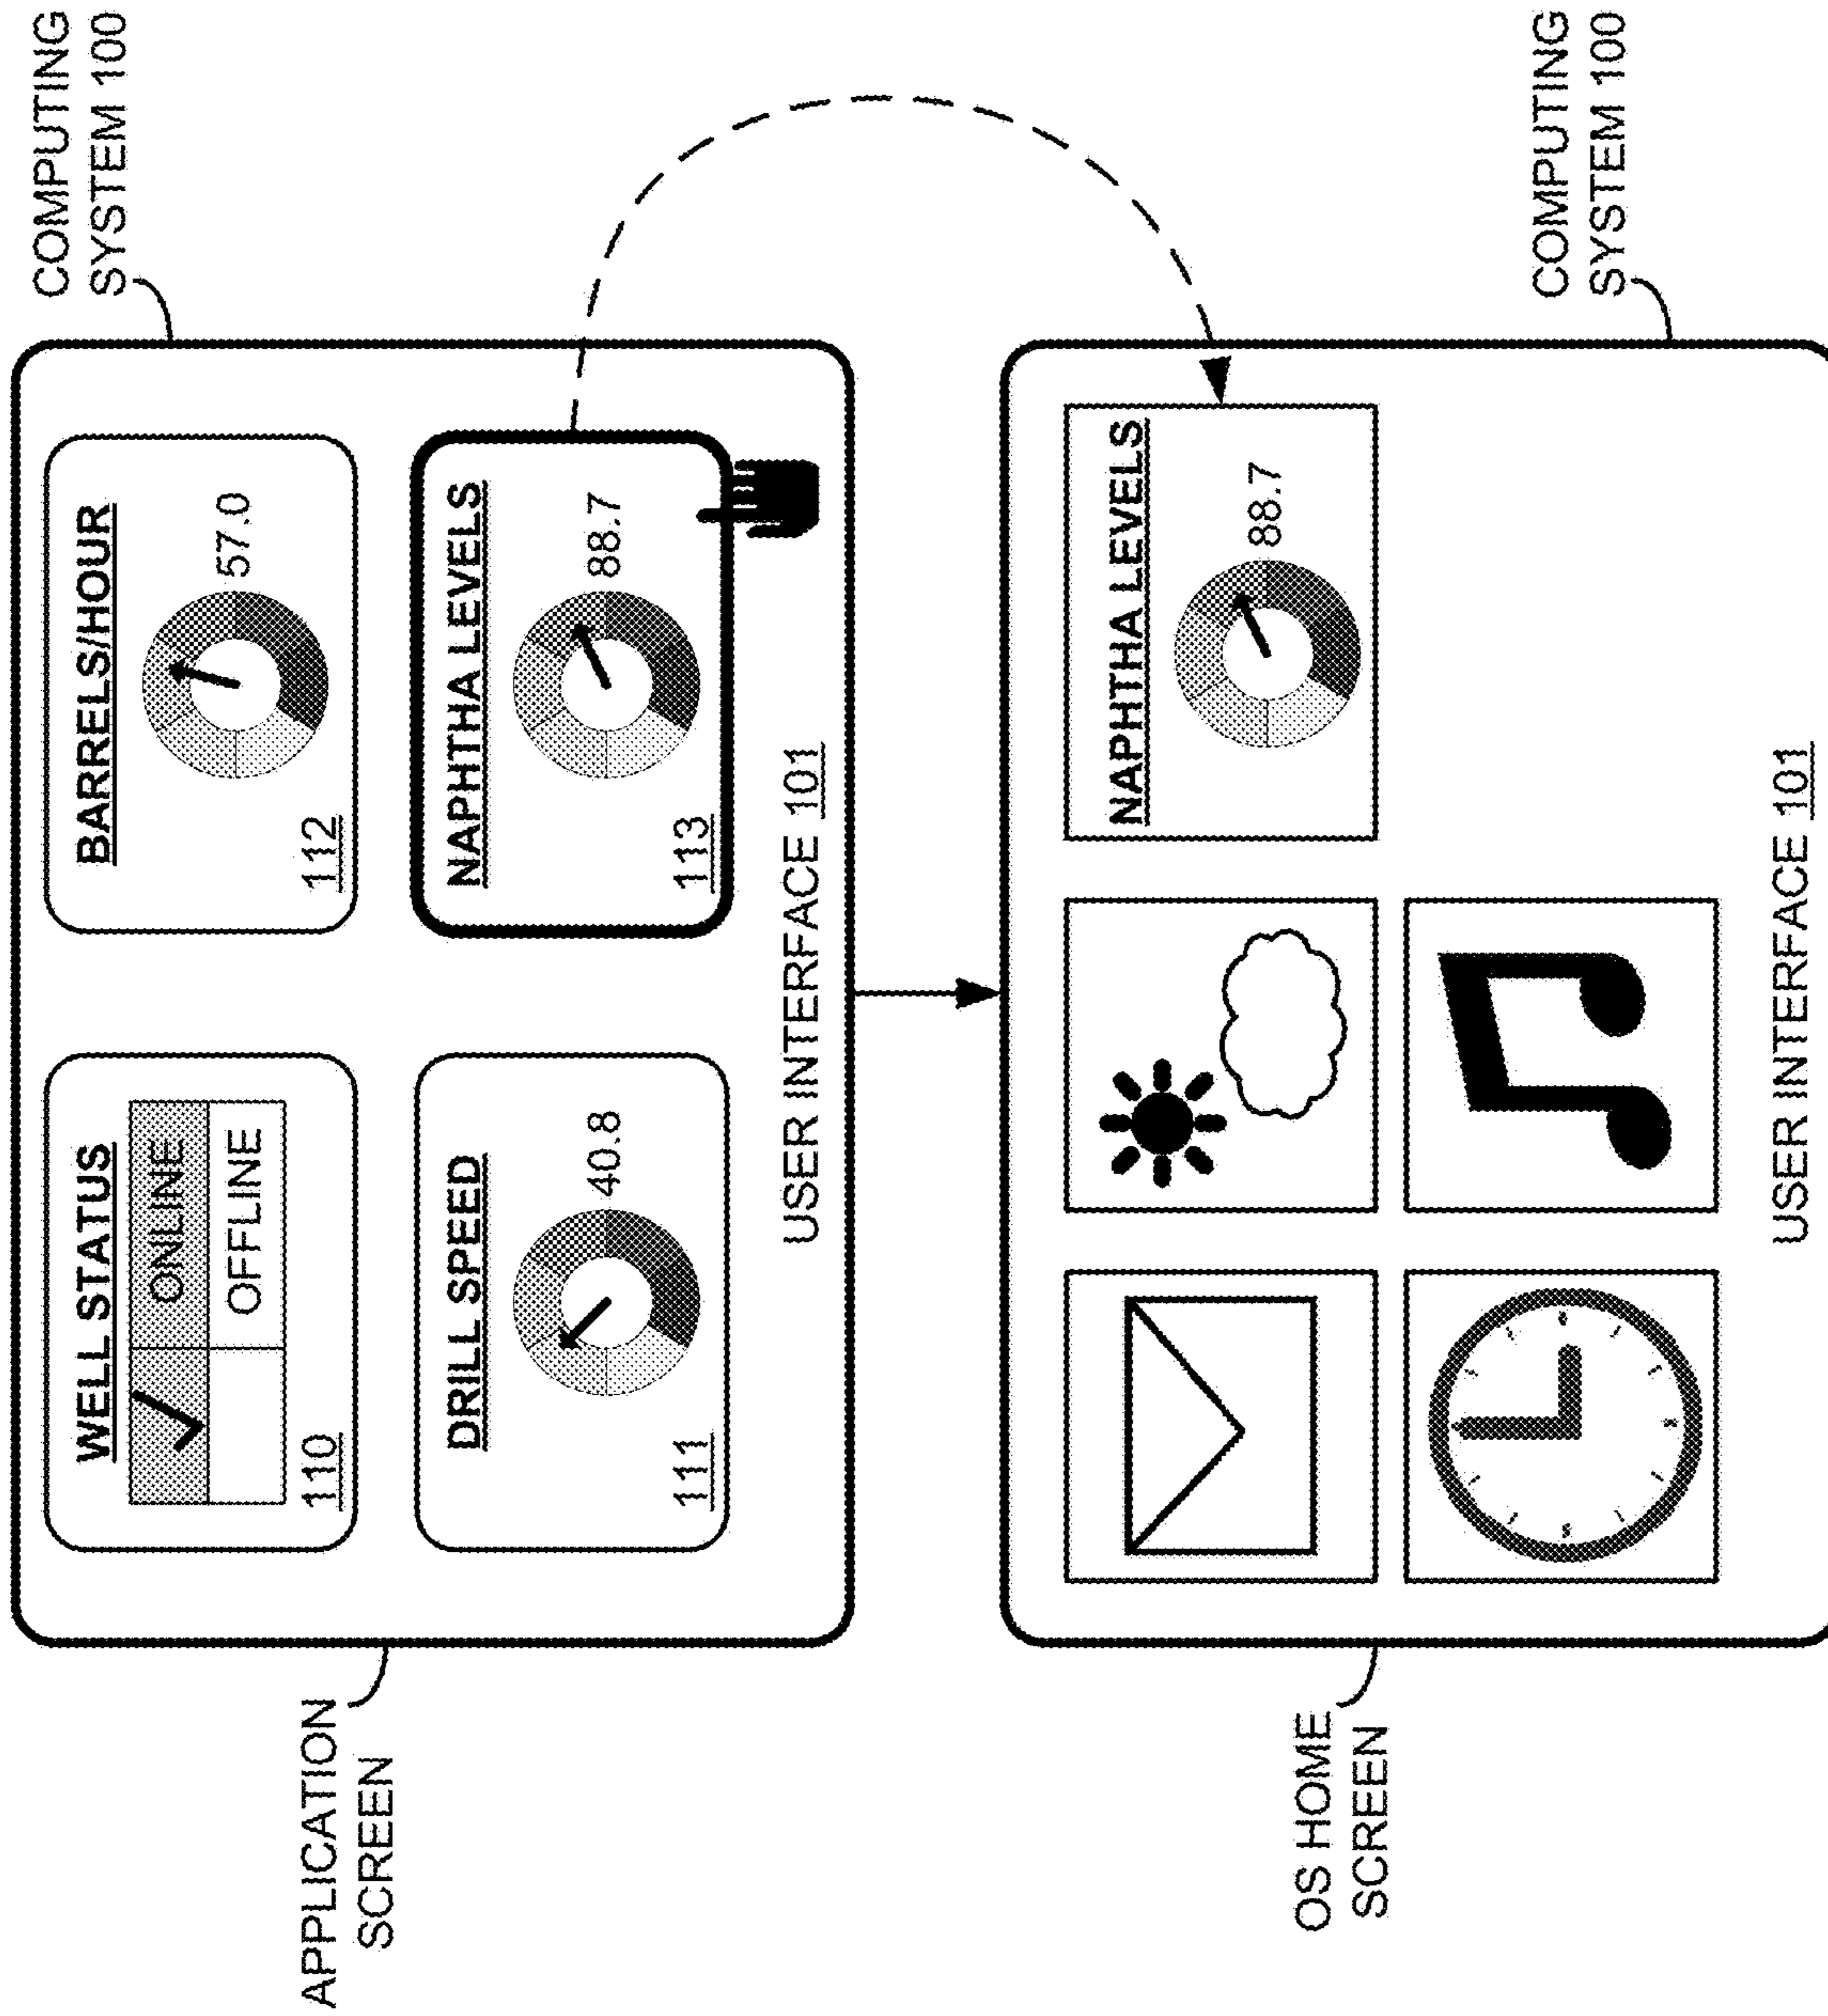 COMPUTING
SYSTEM 100
APPLICATION
SCREEN
WELL STATUS
ONLINE
OFFLINE
110
BARRELS/HOUR
57.0
112
DRILL SPEED
40.8
111
NAPHTHA LEVELS
88.7
113
USER INTERFACE 101
COMPUTING
SYSTEM 100
OS HOME
SCREEN
NAPHTHA LEVELS
88.7
USER INTERFACE 101